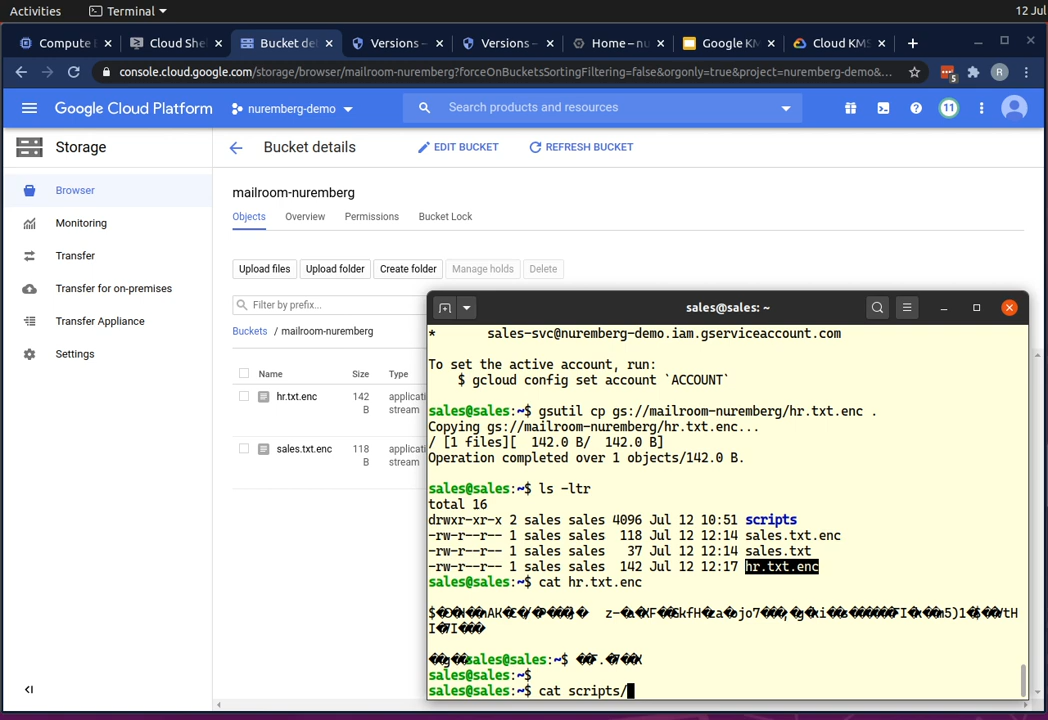 Activities
Terminal
12 Jul
Compute
Cloud She
Bucket de
Versions –
Versions –
Home – nu
Google KM
Cloud KMS
console.cloud.google.com/storage/browser/mailroom-nuremberg?forceOnBucketsSortingFiltering=false&orgonly=true&project=nuremberg-demo&...
5
R
Google Cloud Platform
nuremberg-demo
Search products and resources
11
Storage
Bucket details
EDIT BUCKET
REFRESH BUCKET
Browser
Monitoring
Transfer
Transfer for on-premises
Transfer Appliance
Settings
mailroom-nuremberg
Objects
Overview
Permissions
Bucket Lock
Upload files
Upload folder
Create folder
Manage holds
Delete
Filter by prefix...
Buckets / mailroom-nuremberg
Name
Size
Type
hr.txt.enc
142
B
applicati
stream
sales.txt.enc
118
B
applicati
stream
sales@sales: ~
* sales-svc@nuremberg-demo.iam.gserviceaccount.com
To set the active account, run:
$ gcloud config set account `ACCOUNT`
sales@sales:~$ gsutil cp gs://mailroom-nuremberg/hr.txt.enc .
Copying gs://mailroom-nuremberg/hr.txt.enc...
/ [1 files][ 142.0 B/ 142.0 B]
Operation completed over 1 objects/142.0 B.
sales@sales:~$ ls -ltr
total 16
drwxr-xr-x 2 sales sales 4096 Jul 12 10:51 scripts
-rw-r--r-- 1 sales sales 118 Jul 12 12:14 sales.txt.enc
-rw-r--r-- 1 sales sales 37 Jul 12 12:14 sales.txt
-rw-r--r-- 1 sales sales 142 Jul 12 12:17 hr.txt.enc
sales@sales:~$ cat hr.txt.enc
sales@sales:~$
sales@sales:~$
sales@sales:~$ cat scripts/